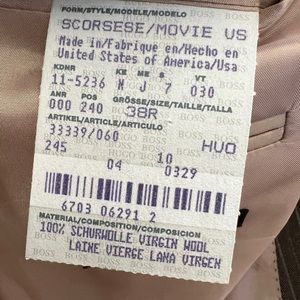 FORM/STYLE/MODELE/MODELO
SCORSESE/MOVIE US
Made in/Fabriqué en/Hecho en
United States of America/Usa
KDNR KE ME S VT
11-5236 N J 7 030
ANR POS GRÖSSE/SIZE/TAILLE/TALLA
000 240 38R
ARTIKEL/ARTICLE/ARTICULO
33339/060 HUO
245 10
04 0329
6703 06291 2
MATERIAL/COMPOSITION/COMPOSICION
100% SCHURWOLLE VIRGIN WOOL
LAINE VIERGE LANA VIRGEN